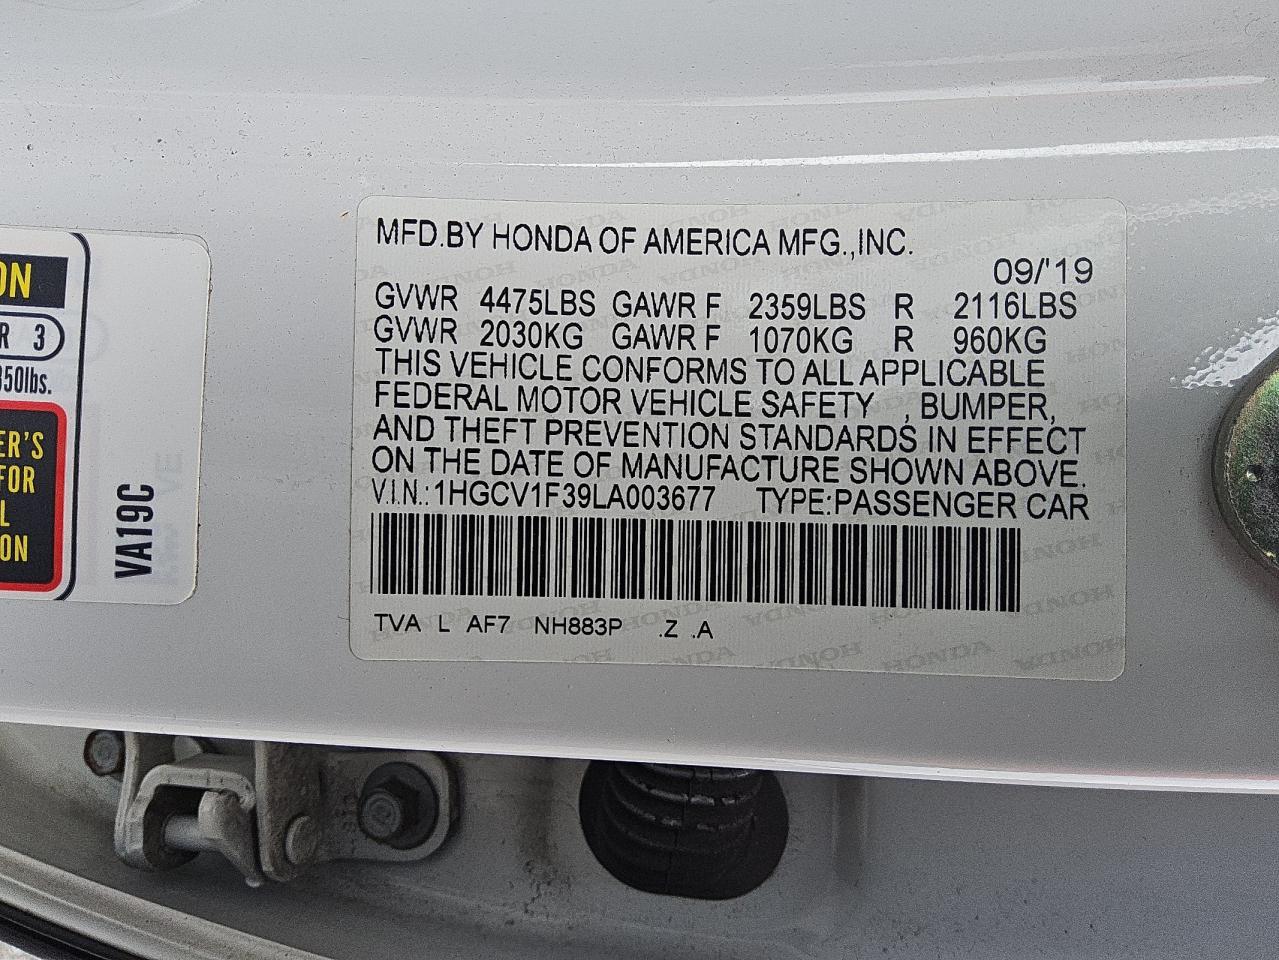 MFD.BY HONDA OF AMERICA MFG.,INC.
09/'19
GVWR 4475LBS GAWR F 2359LBS R 2116LBS
GVWR 2030KG GAWR F 1070KG R 960KG
THIS VEHICLE CONFORMS TO ALL APPLICABLE
FEDERAL MOTOR VEHICLE SAFETY , BUMPER,
AND THEFT PREVENTION STANDARDS IN EFFECT
ON THE DATE OF MANUFACTURE SHOWN ABOVE.
V.I.N.:1HGCV1F39LA003677 TYPE:PASSENGER CAR
TVA L AF7 NH883P .Z .A
ON
R 3
850lbs.
ER'S
FOR
L
ON
VA19C